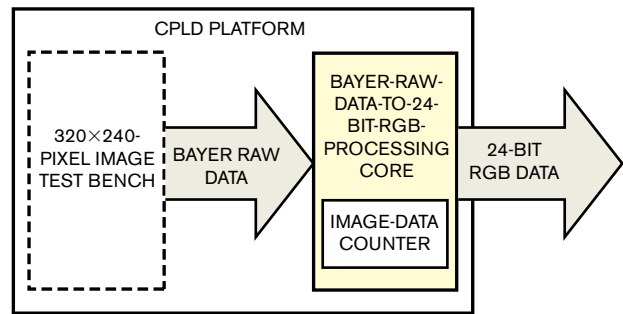 CPLD PLATFORM
320×240-
PIXEL IMAGE
TEST BENCH
BAYER RAW
DATA
BAYER-RAW-
DATA-TO-24-
BIT-RGB-
PROCESSING
CORE
IMAGE-DATA
COUNTER
24-BIT
RGB DATA